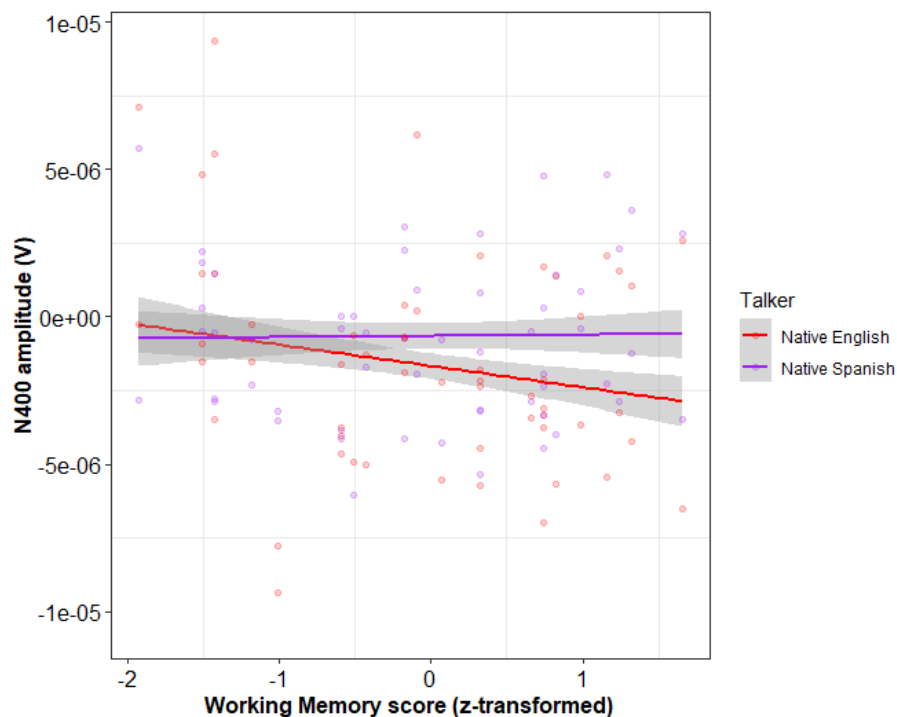 1e-05
5e-06
0e+00
-5e-06
-1e-05
N400 amplitude (V)
-2 -1 0 1
Working Memory score (z-transformed)
Talker
Native English
Native Spanish